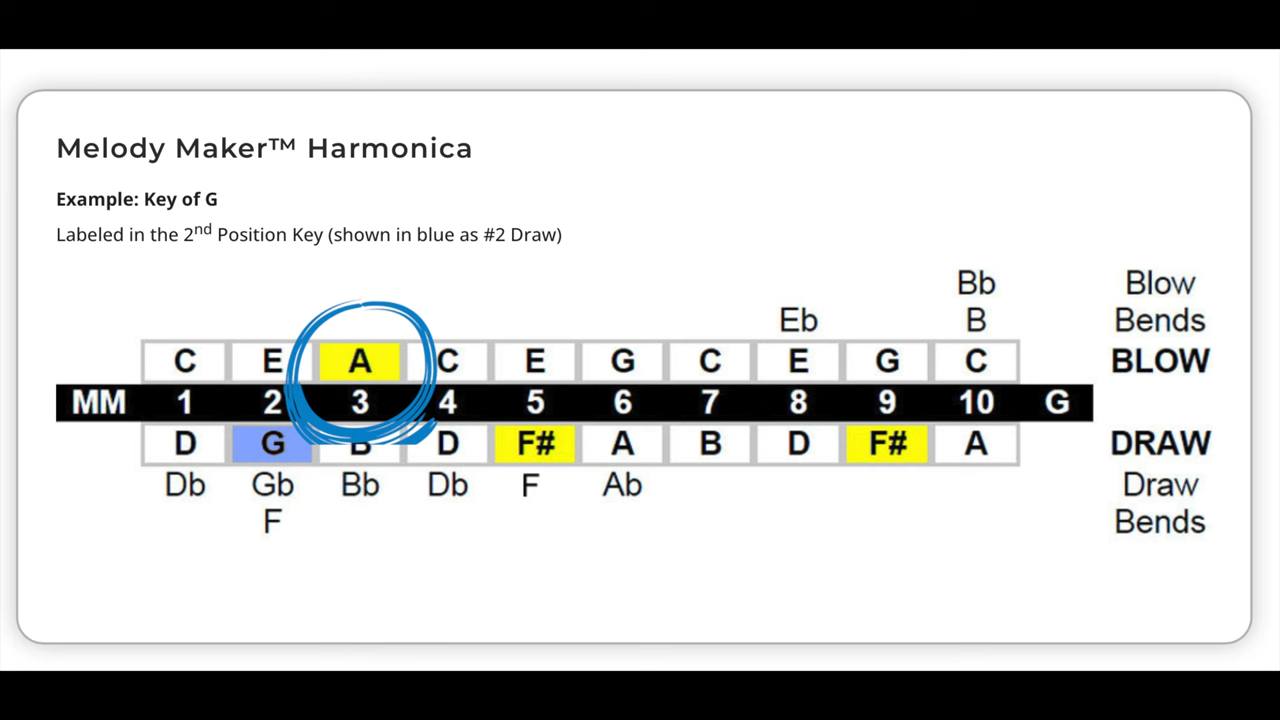 Melody Maker™ Harmonica
Example: Key of G
Labeled in the 2nd Position Key (shown in blue as #2 Draw)
Bb Blow
Eb B Bends
C E A C E G C E G C BLOW
MM 1 2 3 4 5 6 7 8 9 10 G
D G B D F# A B D F# A DRAW
Db Gb Bb Db F Ab Draw
F Bends